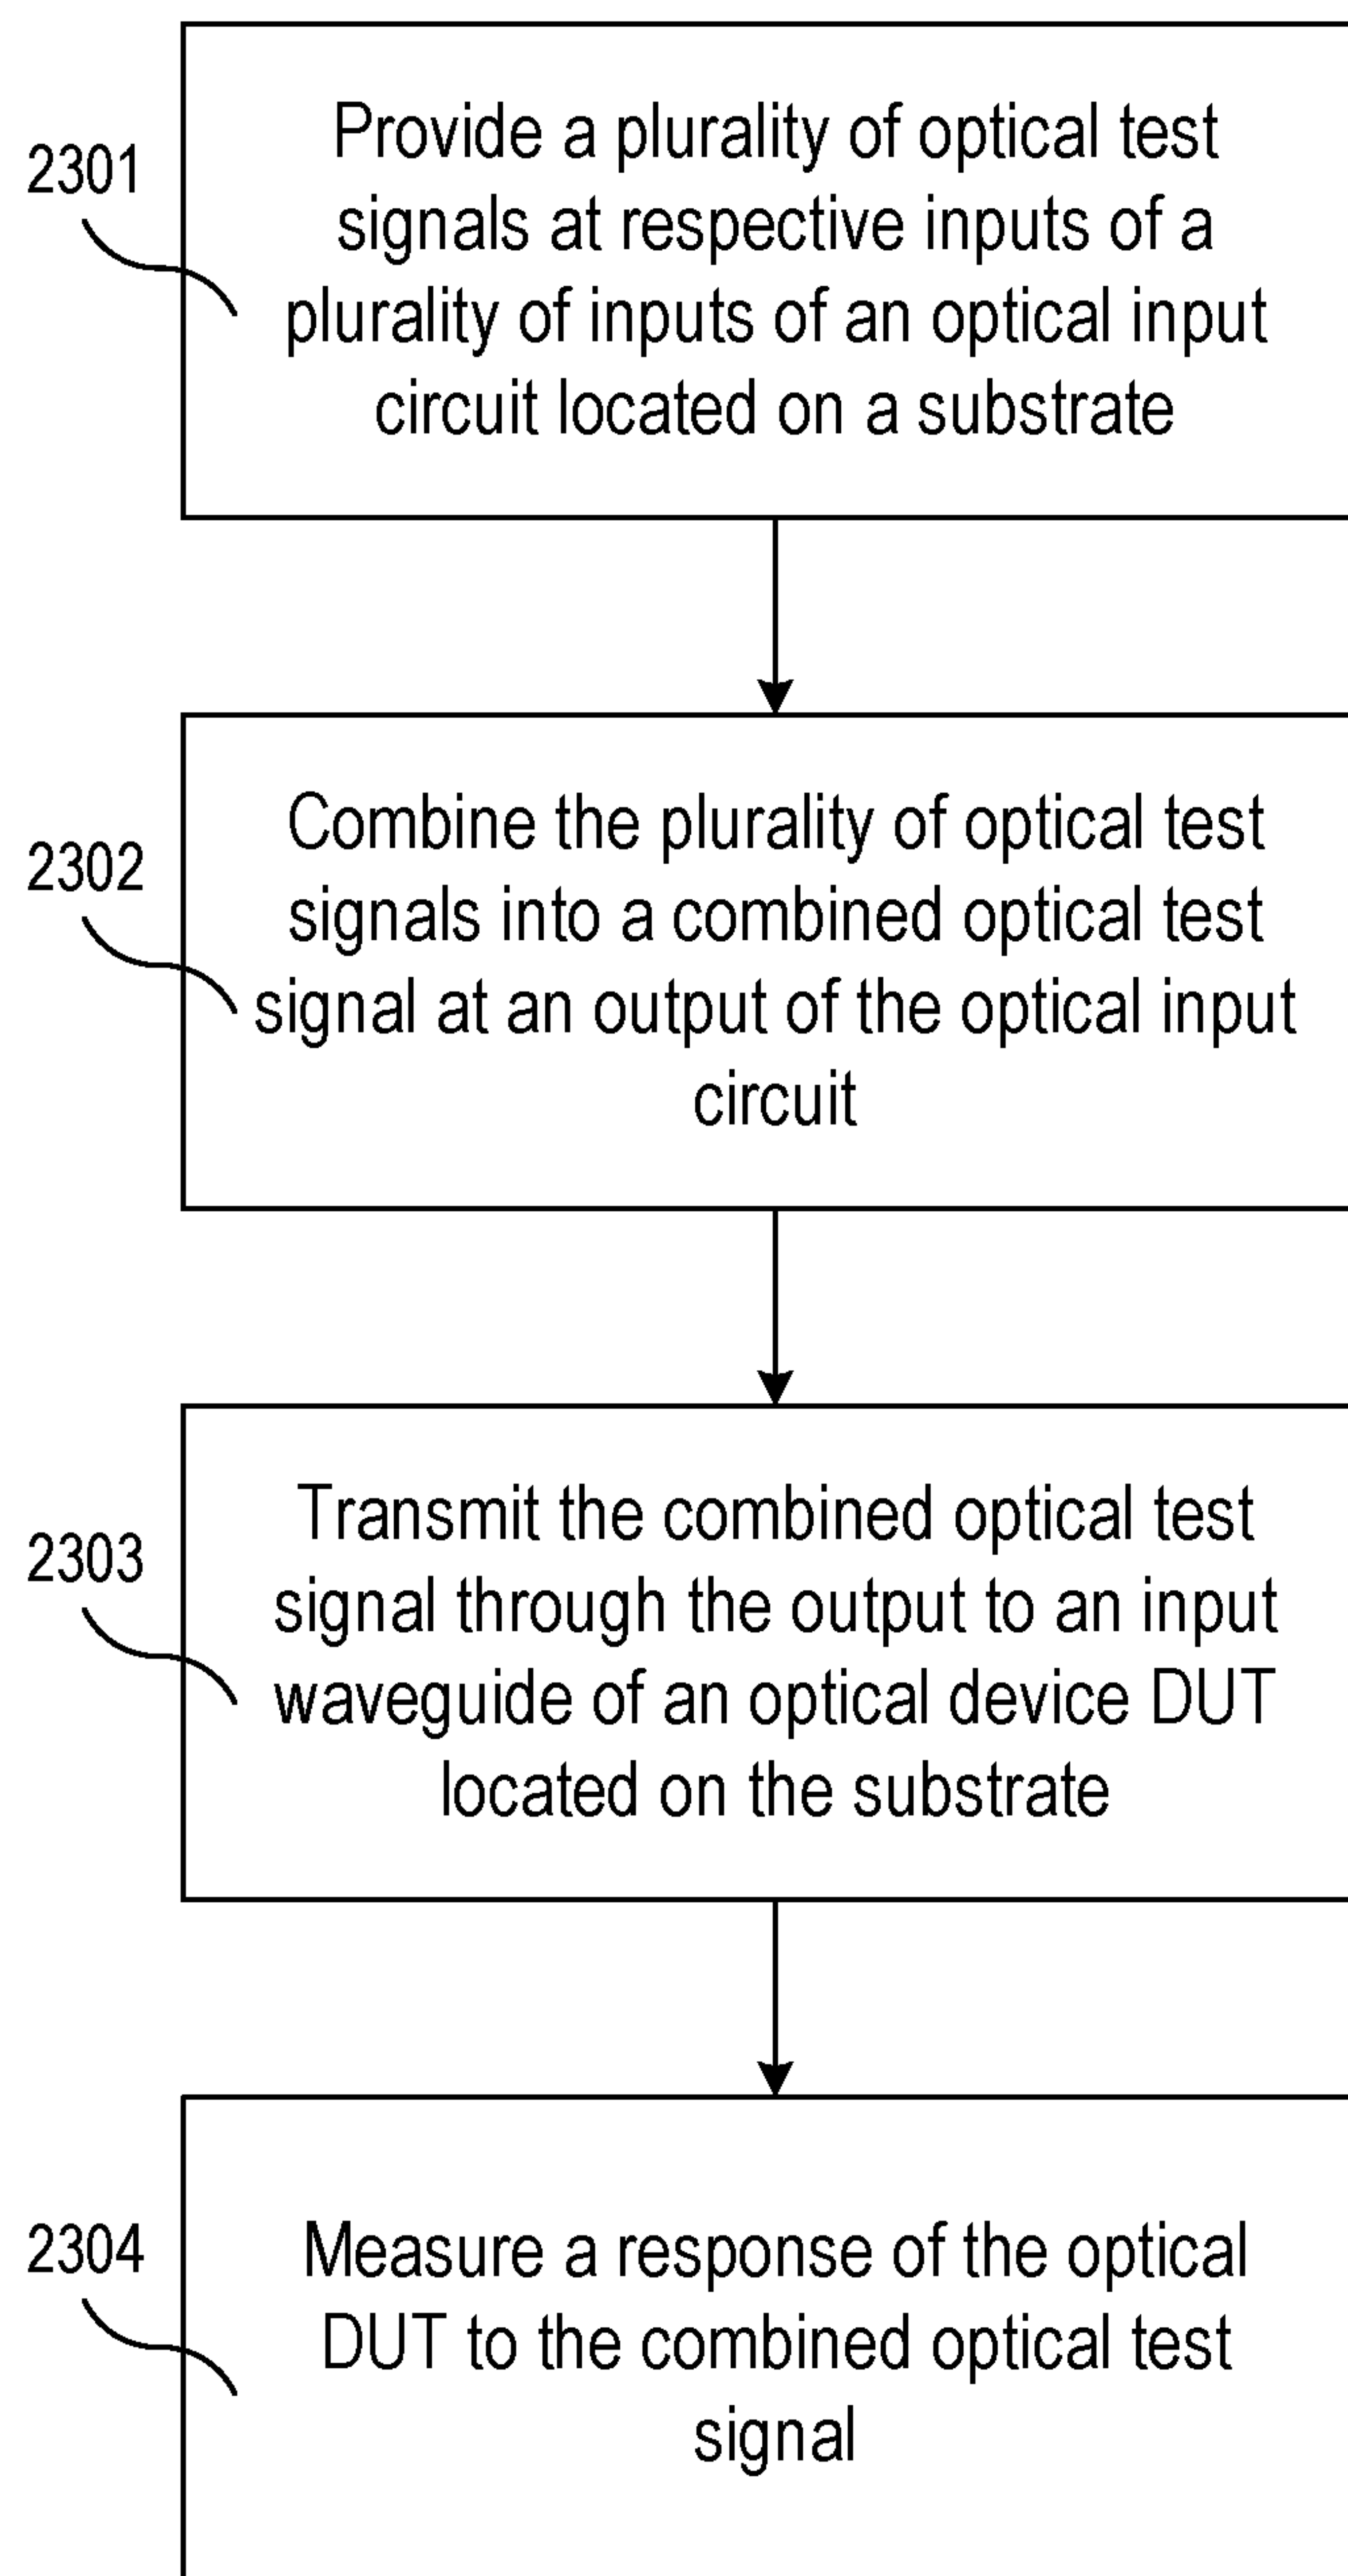 2301
Provide a plurality of optical test
signals at respective inputs of a
plurality of inputs of an optical input
circuit located on a substrate
2302
Combine the plurality of optical test
signals into a combined optical test
signal at an output of the optical input
circuit
2303
Transmit the combined optical test
signal through the output to an input
waveguide of an optical device DUT
located on the substrate
2304
Measure a response of the optical
DUT to the combined optical test
signal